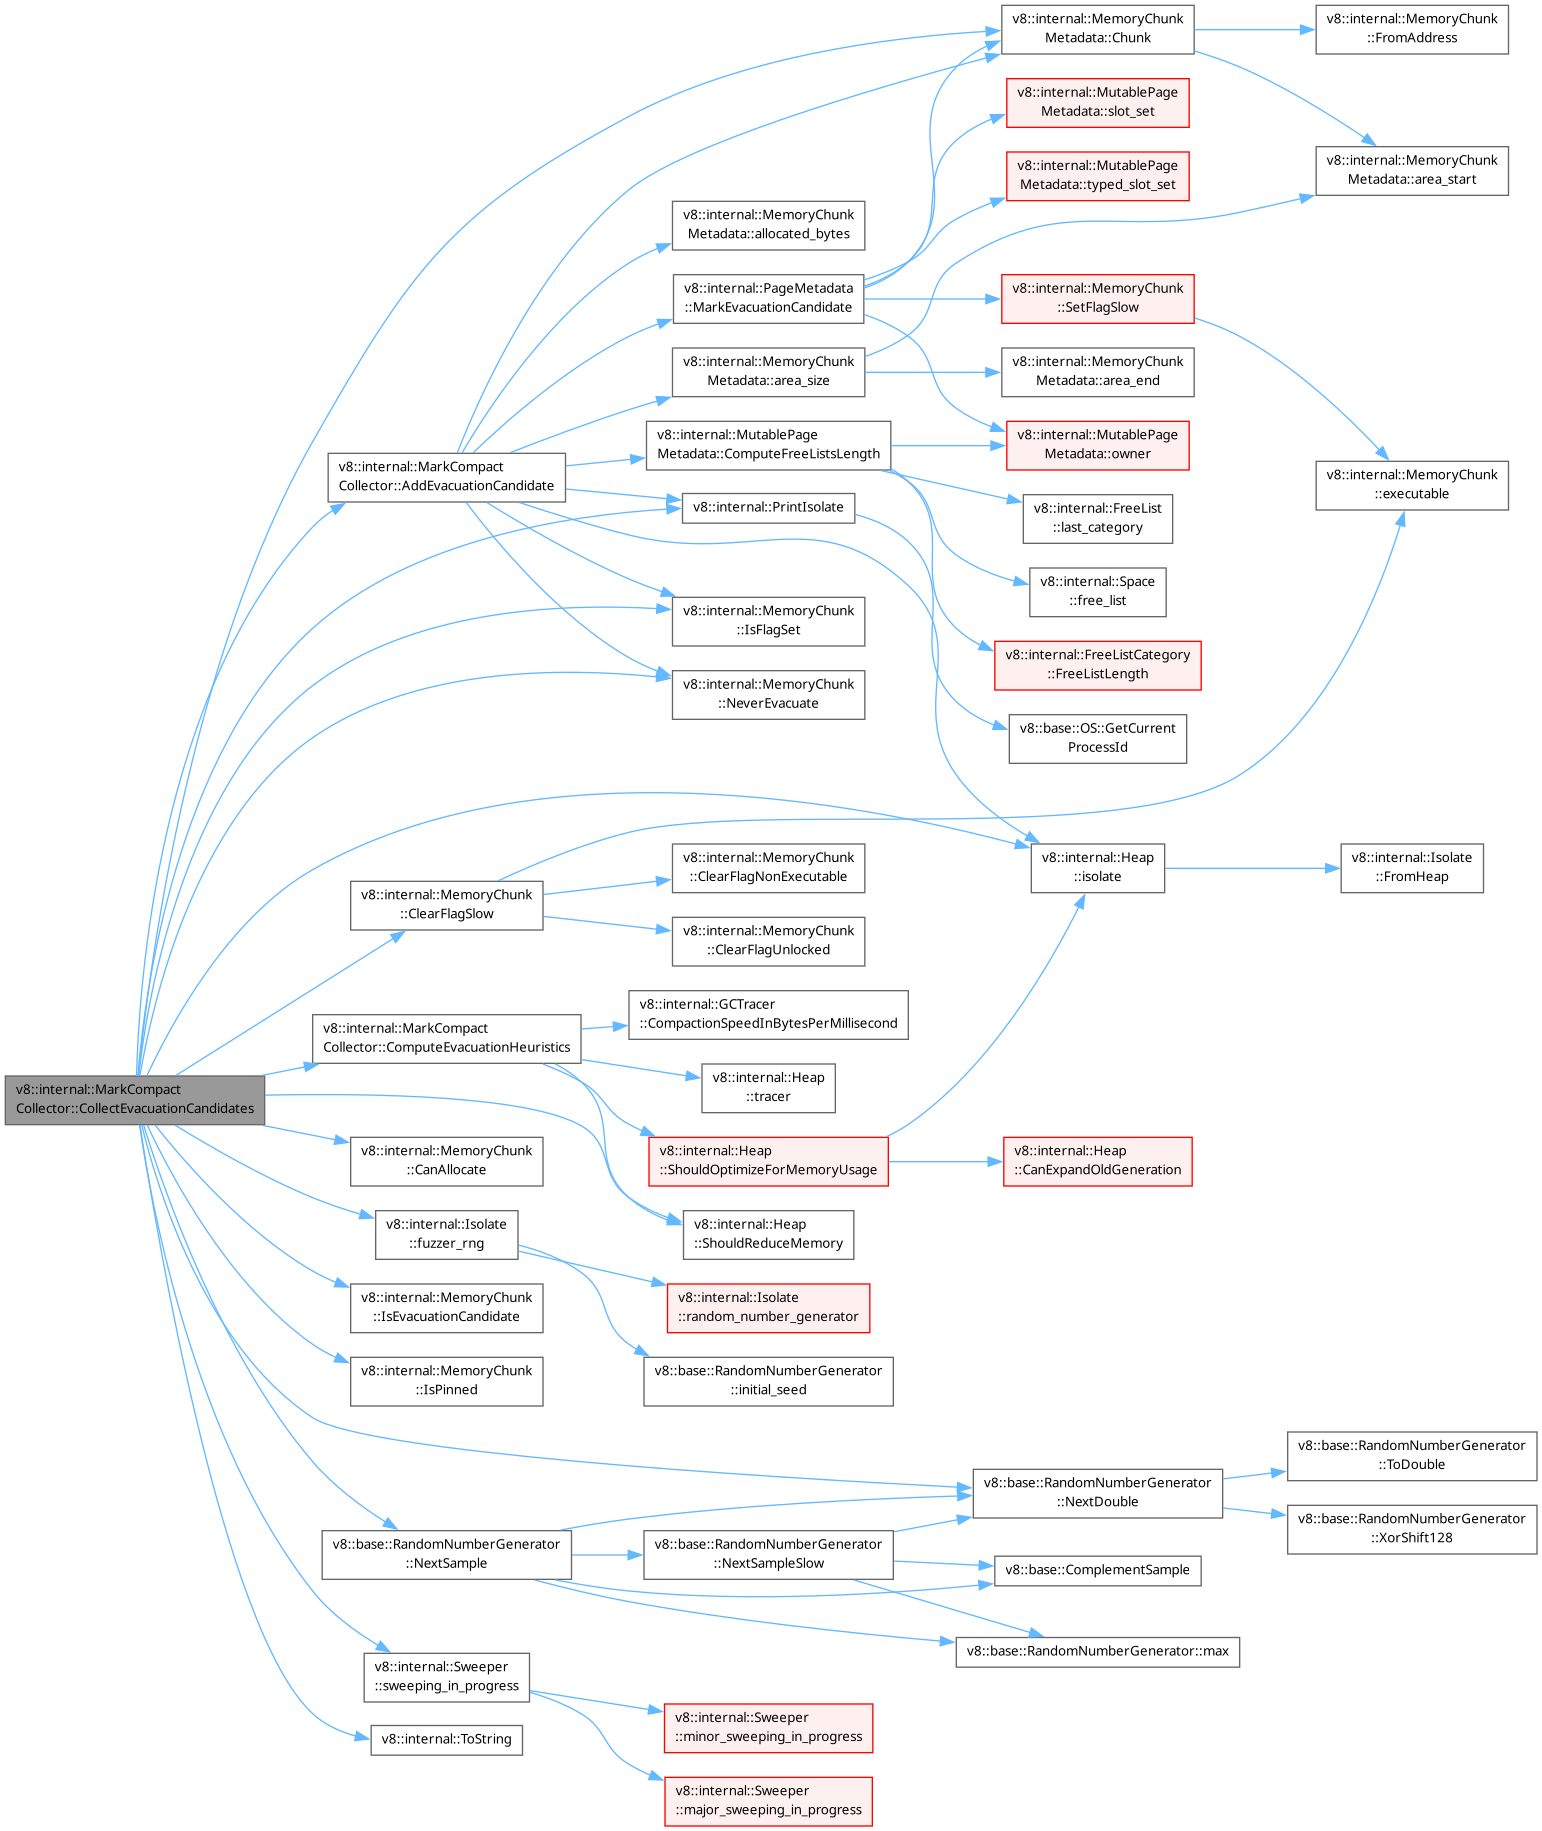 v8::internal::MemoryChunk
Metadata::Chunk
v8::internal::MemoryChunk
::FromAddress
v8::internal::MutablePage
Metadata::slot_set
v8::internal::MemoryChunk
Metadata::area_start
v8::internal::MutablePage
Metadata::typed_slot_set
v8::internal::MemoryChunk
Metadata::allocated_bytes
v8::internal::PageMetadata
::MarkEvacuationCandidate
v8::internal::MemoryChunk
::SetFlagSlow
v8::internal::MemoryChunk
Metadata::area_size
v8::internal::MemoryChunk
Metadata::area_end
v8::internal::MutablePage
Metadata::ComputeFreeListsLength
v8::internal::MutablePage
Metadata::owner
v8::internal::MarkCompact
Collector::AddEvacuationCandidate
v8::internal::MemoryChunk
::executable
v8::internal::PrintIsolate
v8::internal::FreeList
::last_category
v8::internal::Space
::free_list
v8::internal::MemoryChunk
::IsFlagSet
v8::internal::FreeListCategory
::FreeListLength
v8::internal::MemoryChunk
::NeverEvacuate
v8::base::OS::GetCurrent
ProcessId
v8::internal::Heap
::isolate
v8::internal::Isolate
::FromHeap
v8::internal::MemoryChunk
::ClearFlagNonExecutable
v8::internal::MemoryChunk
::ClearFlagSlow
v8::internal::MemoryChunk
::ClearFlagUnlocked
v8::internal::GCTracer
::CompactionSpeedInBytesPerMillisecond
v8::internal::MarkCompact
Collector::ComputeEvacuationHeuristics
v8::internal::Heap
::tracer
v8::internal::MarkCompact
Collector::CollectEvacuationCandidates
v8::internal::MemoryChunk
::CanAllocate
v8::internal::Heap
::ShouldOptimizeForMemoryUsage
v8::internal::Heap
::CanExpandOldGeneration
v8::internal::Isolate
::fuzzer_rng
v8::internal::Heap
::ShouldReduceMemory
v8::internal::MemoryChunk
::IsEvacuationCandidate
v8::internal::Isolate
::random_number_generator
v8::internal::MemoryChunk
::IsPinned
v8::base::RandomNumberGenerator
::initial_seed
v8::base::RandomNumberGenerator
::ToDouble
v8::base::RandomNumberGenerator
::NextDouble
v8::base::RandomNumberGenerator
::XorShift128
v8::base::RandomNumberGenerator
::NextSample
v8::base::RandomNumberGenerator
::NextSampleSlow
v8::base::ComplementSample
v8::base::RandomNumberGenerator::max
v8::internal::Sweeper
::sweeping_in_progress
v8::internal::Sweeper
::minor_sweeping_in_progress
v8::internal::ToString
v8::internal::Sweeper
::major_sweeping_in_progress